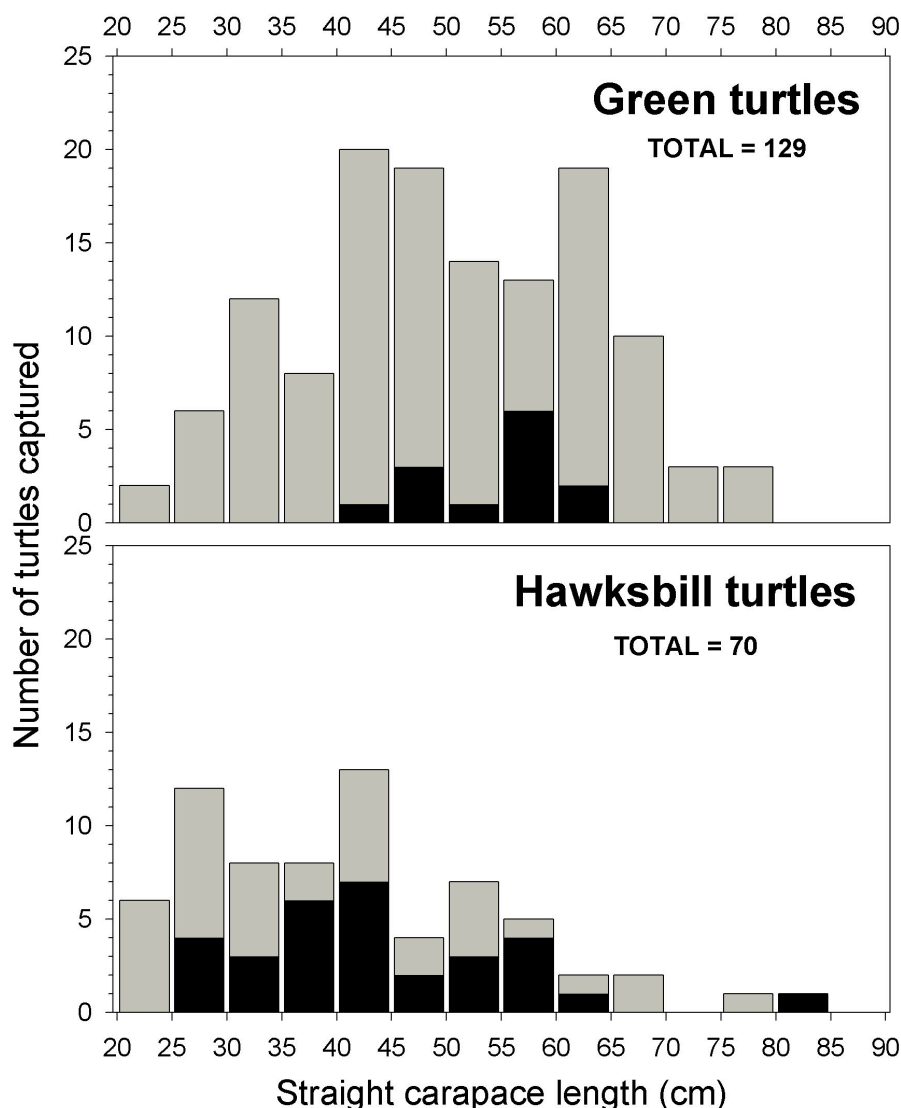 20 25 30 35 40 45 50 55 60 65 70 75 80 85 90
25
20
15
10
5
0
Green turtles
TOTAL = 129
Number of turtles captured
25
20
15
10
5
0
Hawksbill turtles
TOTAL = 70
20 25 30 35 40 45 50 55 60 65 70 75 80 85 90
Straight carapace length (cm)